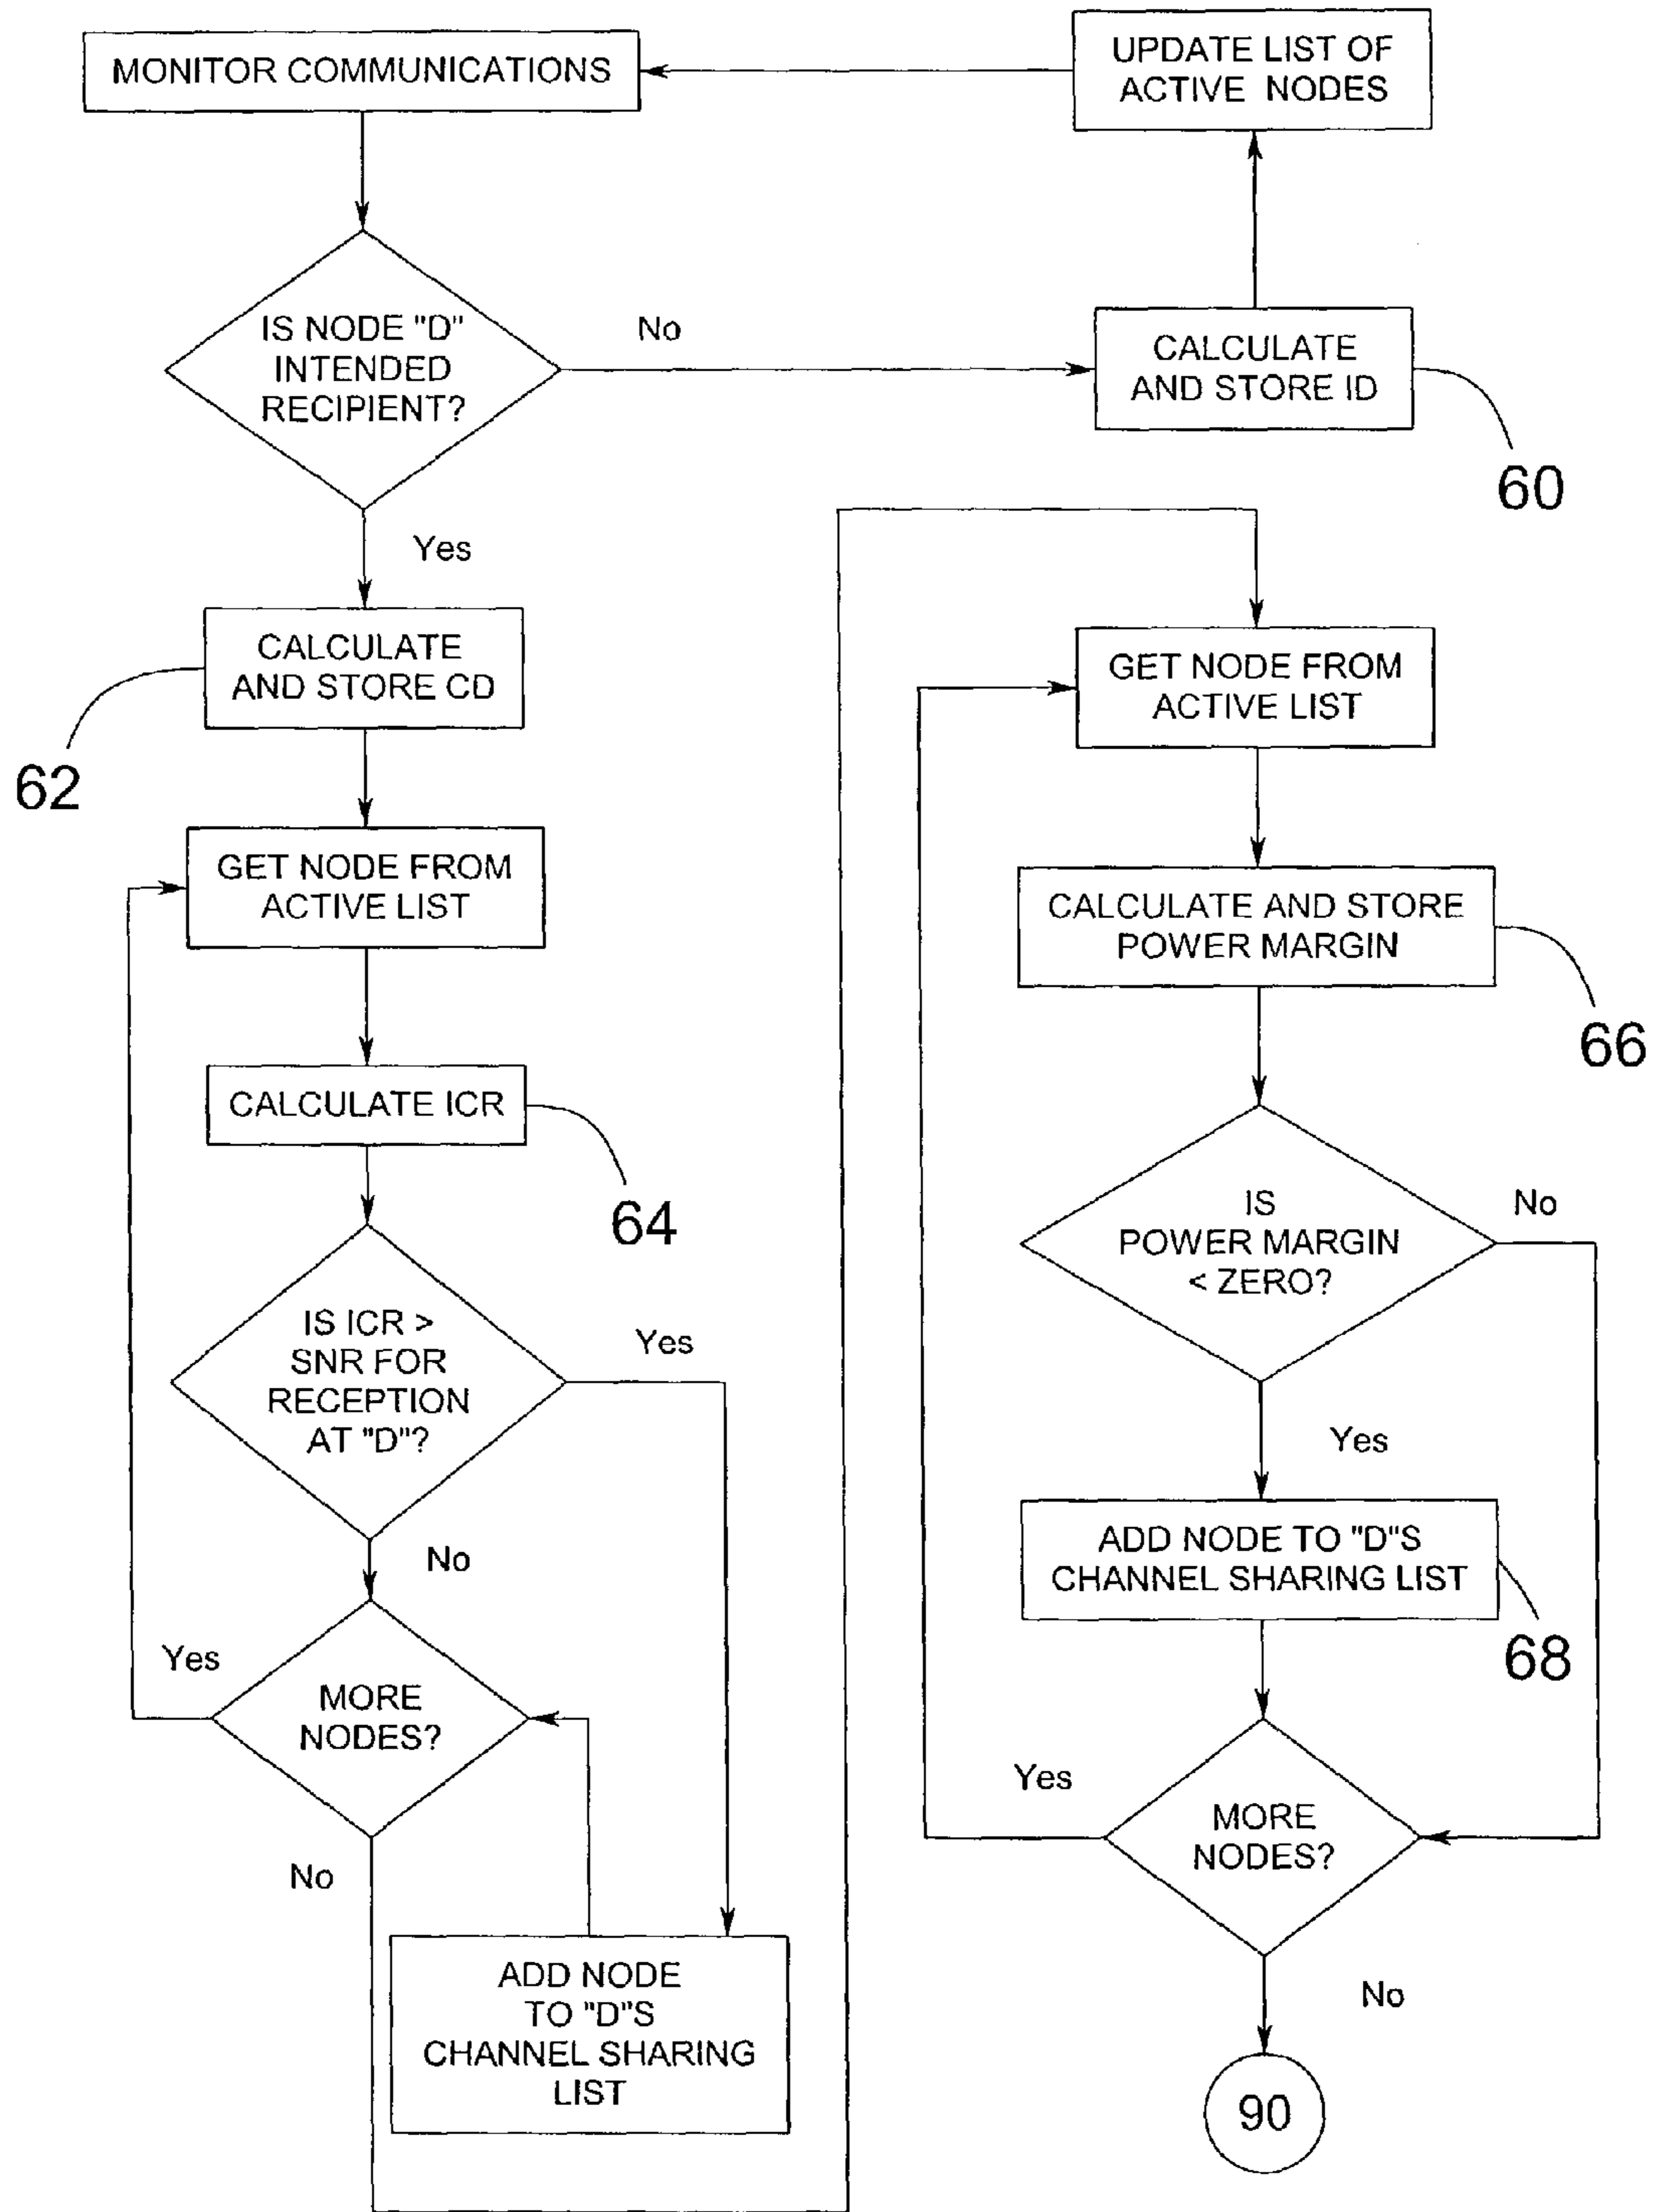 MONITOR COMMUNICATIONS
UPDATE LIST OF
ACTIVE NODES
IS NODE "D"
INTENDED
RECIPIENT?
No
CALCULATE
AND STORE ID
60
Yes
CALCULATE
AND STORE CD
62
GET NODE FROM
ACTIVE LIST
CALCULATE ICR
64
IS ICR >
SNR FOR
RECEPTION
AT "D"?
Yes
No
MORE
NODES?
Yes
No
ADD NODE
TO "D"S
CHANNEL SHARING
LIST
GET NODE FROM
ACTIVE LIST
CALCULATE AND STORE
POWER MARGIN
66
IS
POWER MARGIN
< ZERO?
No
Yes
ADD NODE TO "D"S
CHANNEL SHARING LIST
68
MORE
NODES?
Yes
No
90